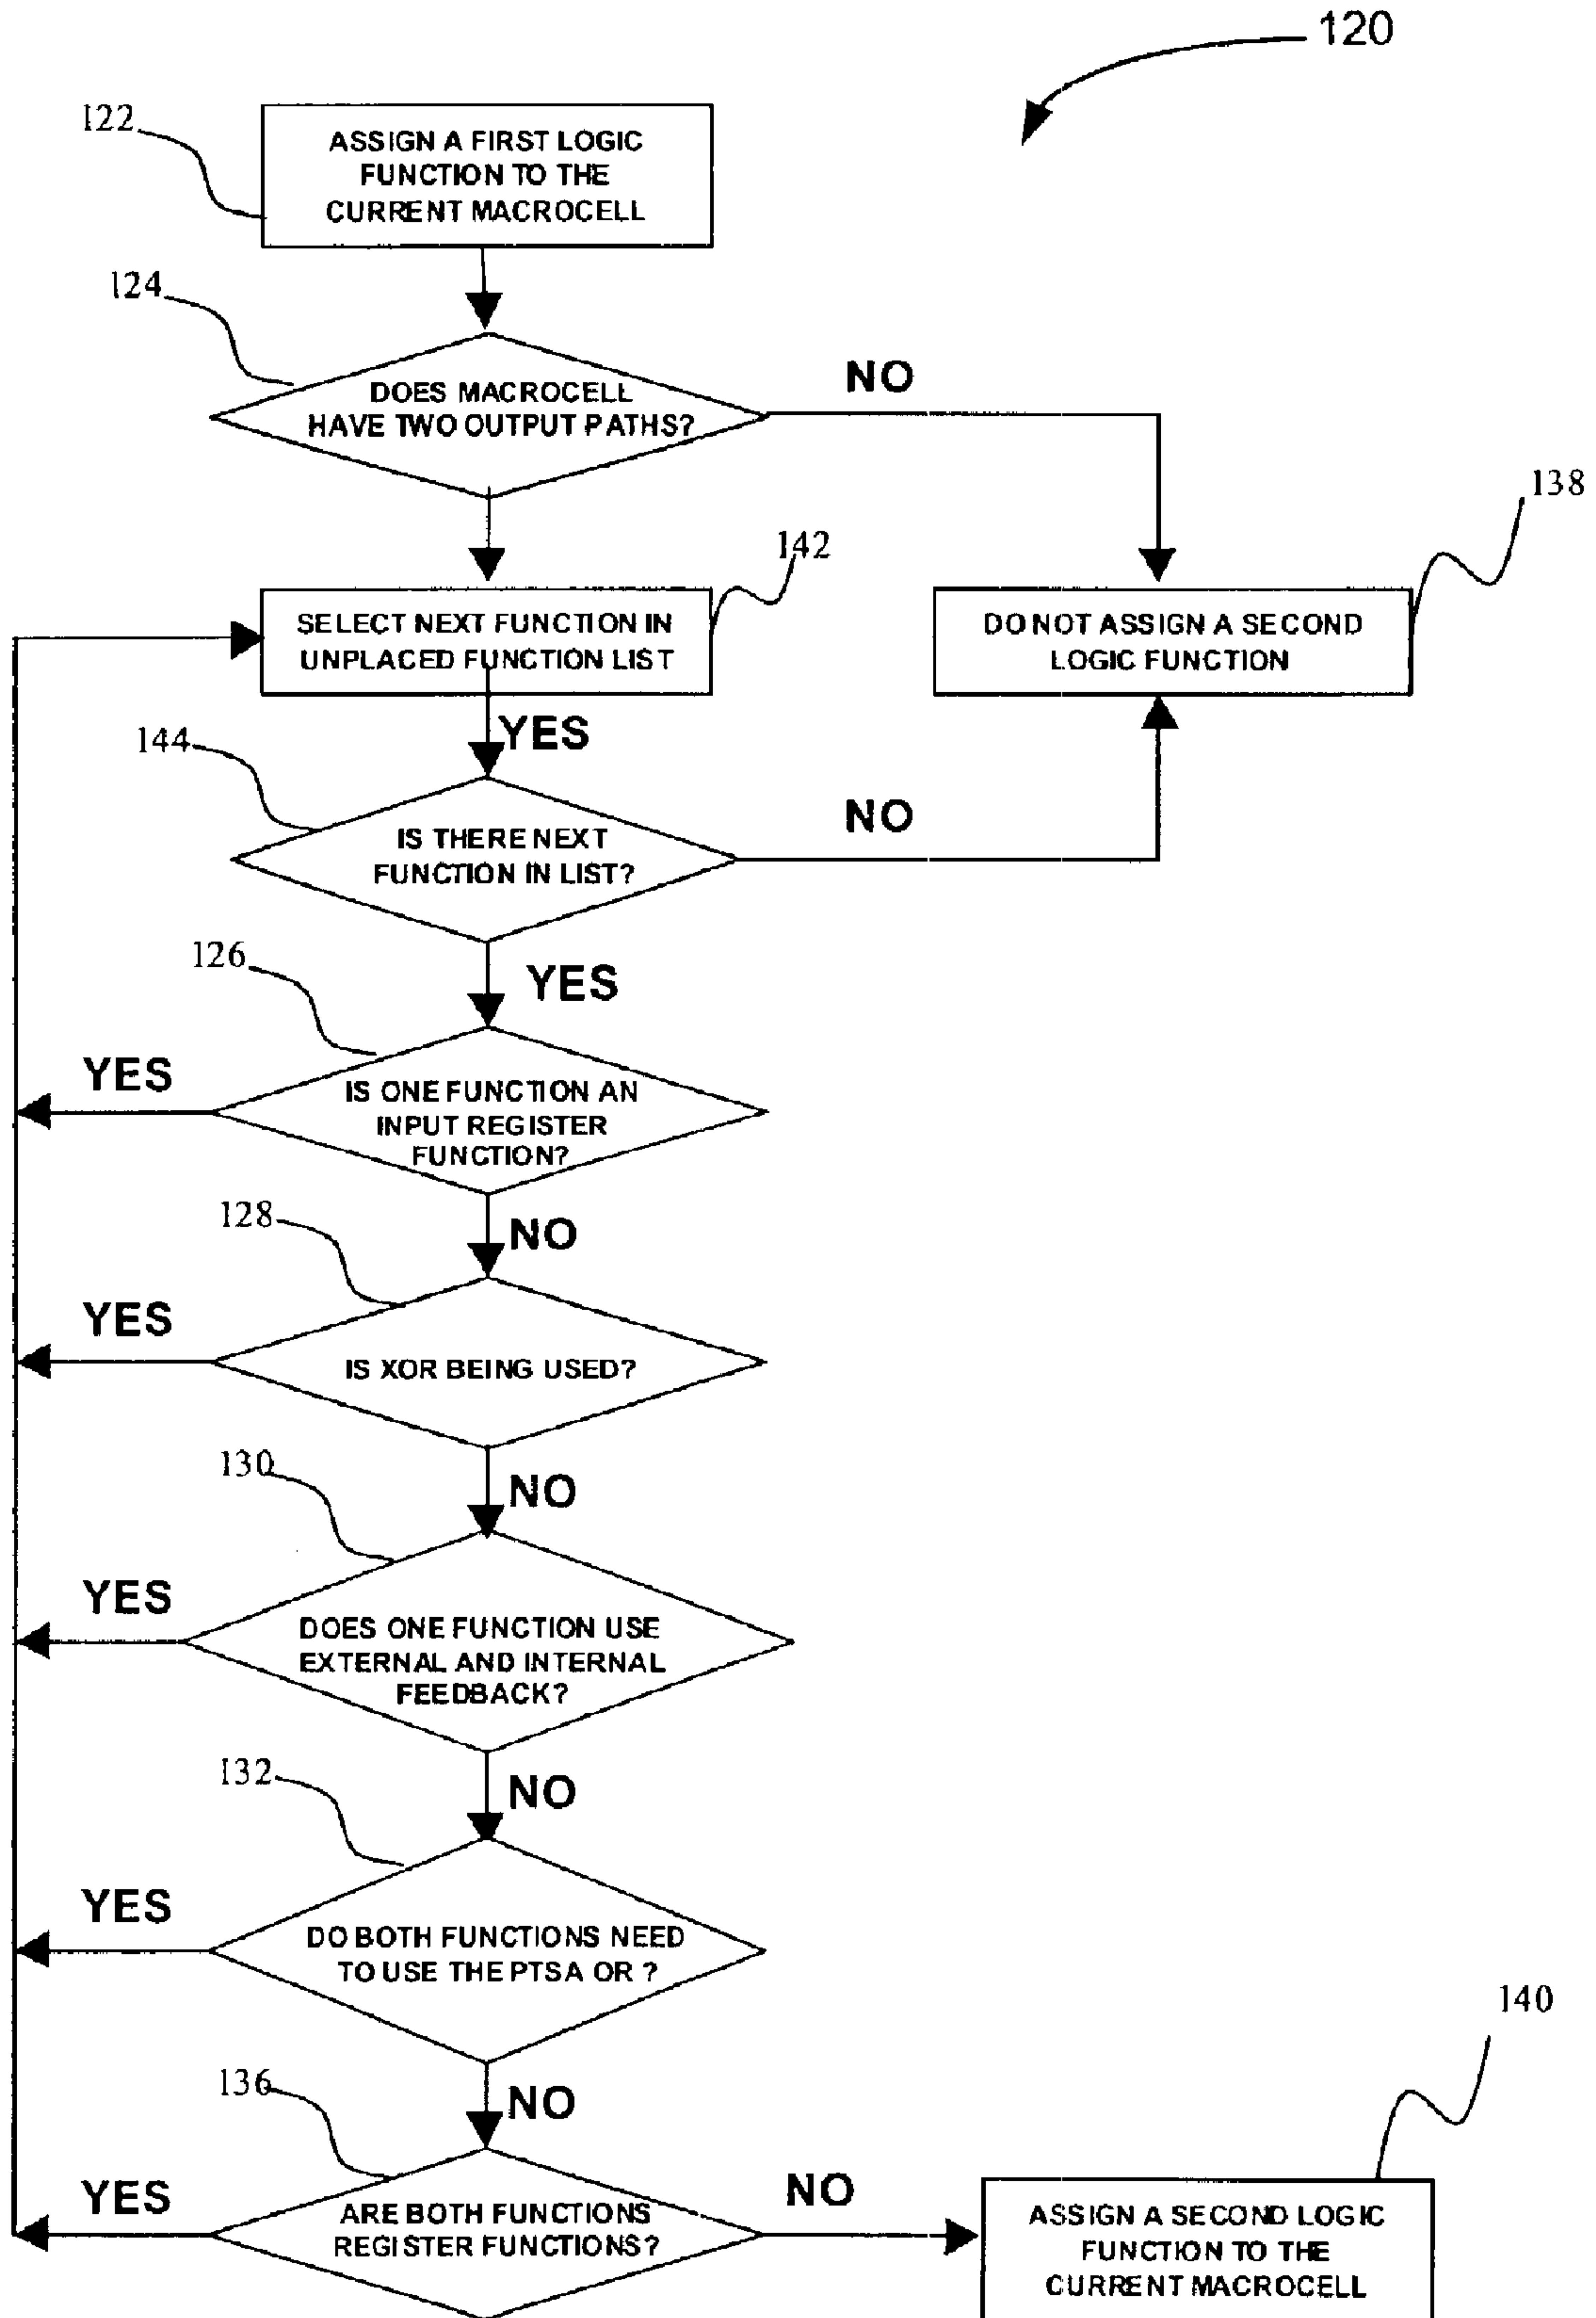 120
122
ASSIGN A FIRST LOGIC
FUNCTION TO THE
CURRENT MACROCELL
124
DOES MACROCELL
HAVE TWO OUTPUT PATHS?
NO
138
142
SELECT NEXT FUNCTION IN
UNPLACED FUNCTION LIST
DO NOT ASSIGN A SECOND
LOGIC FUNCTION
YES
144
IS THERE NEXT
FUNCTION IN LIST?
NO
126
YES
YES
IS ONE FUNCTION AN
INPUT REGISTER
FUNCTION?
128
NO
YES
IS XOR BEING USED?
130
NO
YES
DOES ONE FUNCTION USE
EXTERNAL AND INTERNAL
FEEDBACK?
132
NO
YES
DO BOTH FUNCTIONS NEED
TO USE THE PTSA OR ?
140
136
NO
YES
ARE BOTH FUNCTIONS
REGISTER FUNCTIONS?
NO
ASSIGN A SECOND LOGIC
FUNCTION TO THE
CURRENT MACROCELL